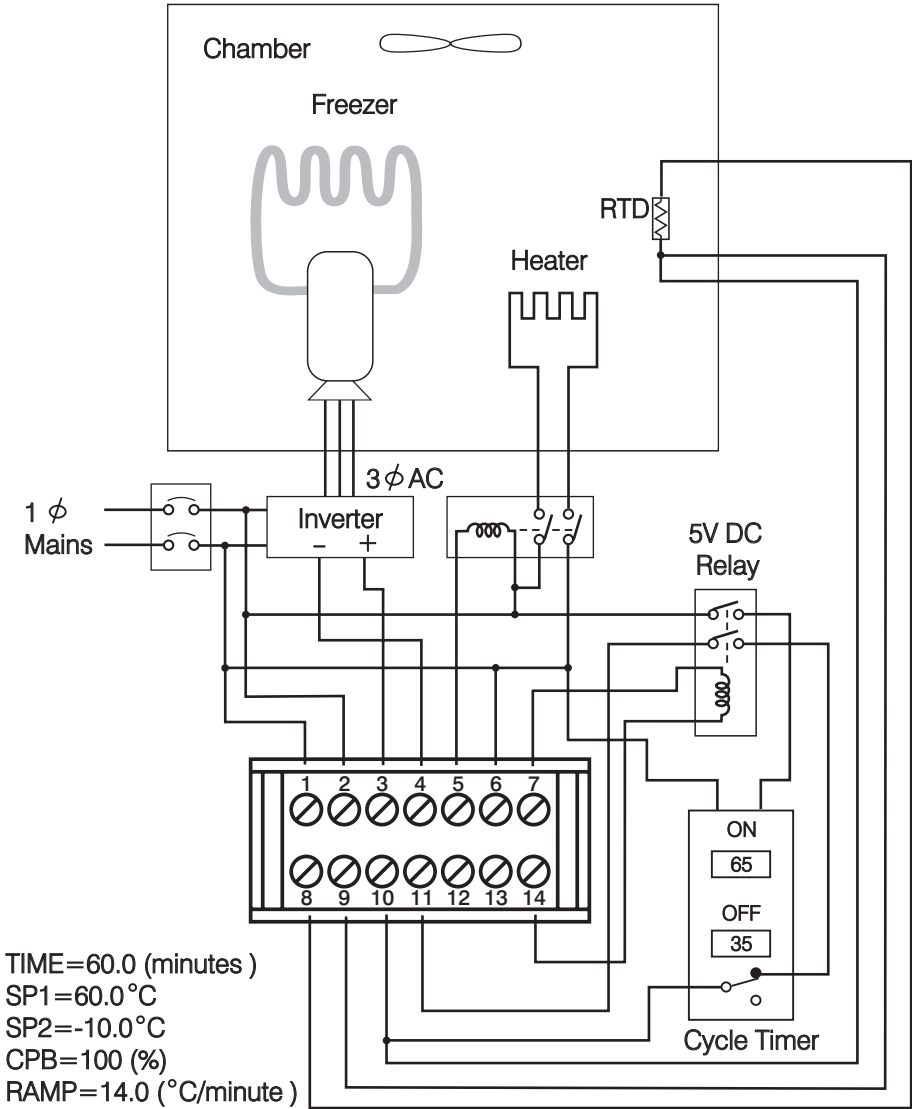 Chamber
Freezer
RTD
Heater
3ϕAC
1 ϕ
Mains
Inverter
− +
5V DC
Relay
1 2 3 4 5 6 7
8 9 10 11 12 13 14
ON
65
OFF
35
Cycle Timer
TIME=60.0 (minutes )
SP1=60.0°C
SP2=-10.0°C
CPB=100 (%)
RAMP=14.0 (°C/minute )